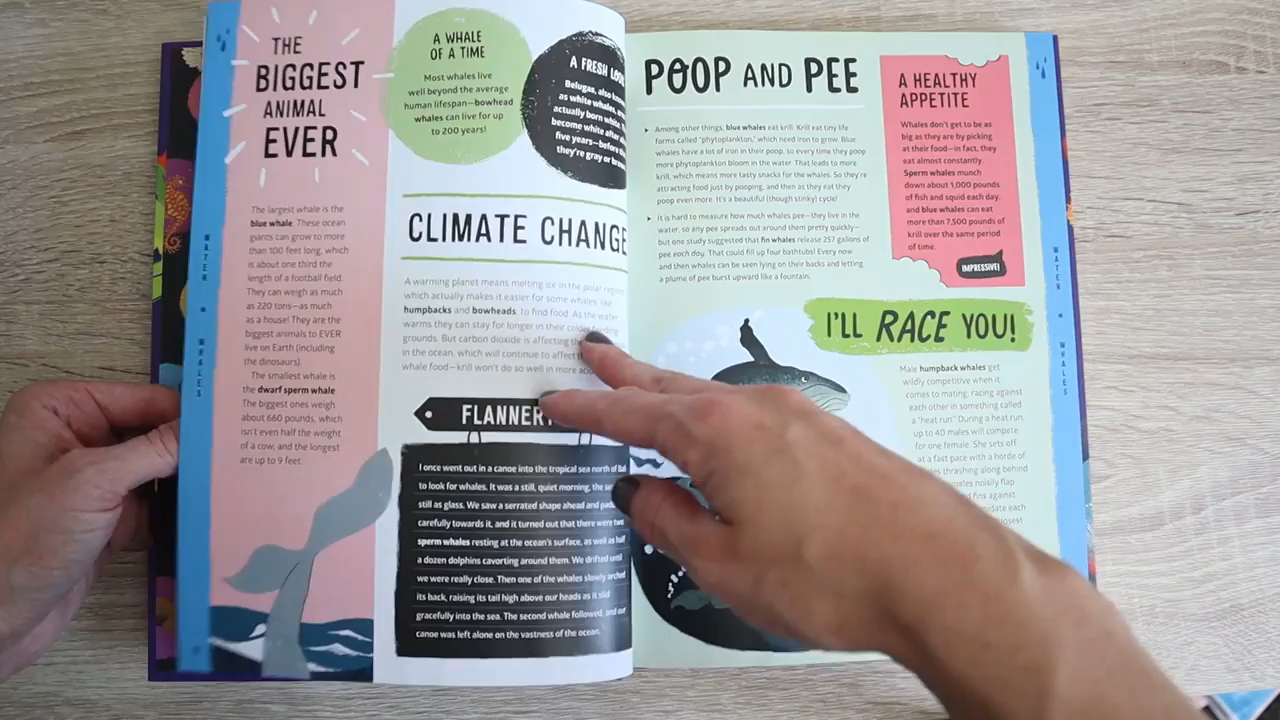 THE
BIGGEST
ANIMAL
EVER
The largest whale is the
blue whale. These ocean
giants can grow to more
than 100 feet long, which
is about one third the
length of a football field.
They can weigh as much
as 220 tons—as much
as a house! They are the
biggest animals to EVER
live on Earth (including
the dinosaurs).
The smallest whale is
the dwarf sperm whale.
The biggest ones weigh
about 660 pounds, which
isn't even half the weight
of a cow, and the longest
are up to 9 feet.
WATER
WHALES
A WHALE
OF A TIME
Most whales live
well beyond the average
human lifespan—bowhead
whales can live for up
to 200 years!
A FRESH
Belugas, also
as white whales,
actually born
become white after
five years—before
they're gray or
CLIMATE CHANGE
A warming planet means melting ice in the polar
which actually makes it easier for some whales, like
humpbacks and bowheads, to find food. As the water
warms they can stay for longer in their colder feeding
grounds. But carbon dioxide is affecting the
in the ocean, which will continue to affect
whale food—krill won't do so well in more
FLANNERY
I once went out in a canoe into the tropical sea north of
to look for whales. It was a still, quiet morning, the
still as glass. We saw a serrated shape ahead and
carefully towards it, and it turned out that there were two
sperm whales resting at the ocean's surface, as well as half
a dozen dolphins cavorting around them. We drifted until
we were really close. Then one of the whales slowly arched
its back, raising its tail high above our heads as it slid
gracefully into the sea. The second whale followed, and our
canoe was left alone on the vastness of the ocean.
POOP AND PEE
Among other things, blue whales eat krill. Krill eat tiny life
forms called "phytoplankton," which need iron to grow. Blue
whales have a lot of iron in their poop, so every time they poop
more phytoplankton bloom in the water. That leads to more
krill, which means more tasty snacks for the whales. So they're
attracting food just by pooping, and then as they eat they
poop even more. It's a beautiful (though stinky) cycle!
It is hard to measure how much whales pee—they live in the
water, so any pee spreads out around them pretty quickly—
but one study suggested that fin whales release 257 gallons of
pee each day. That could fill up four bathtubs! Every now
and then whales can be seen lying on their backs and letting
a plume of pee burst upward like a fountain.
A HEALTHY
APPETITE
Whales don't get to be as
big as they are by picking
at their food—in fact, they
eat almost constantly.
Sperm whales munch
down about 1,000 pounds
of fish and squid each day,
and blue whales can eat
more than 7,500 pounds of
krill over the same period
of time.
IMPRESSIVE!
I'LL RACE YOU!
Male humpback whales get
wildly competitive when it
comes to mating, racing against
each other in something called
a "heat run." During a heat run,
up to 40 males will compete
for one female. She sets off
at a fast pace with a horde of
thrashing along behind
noisily flap
fins against
each
WATER
WHALES